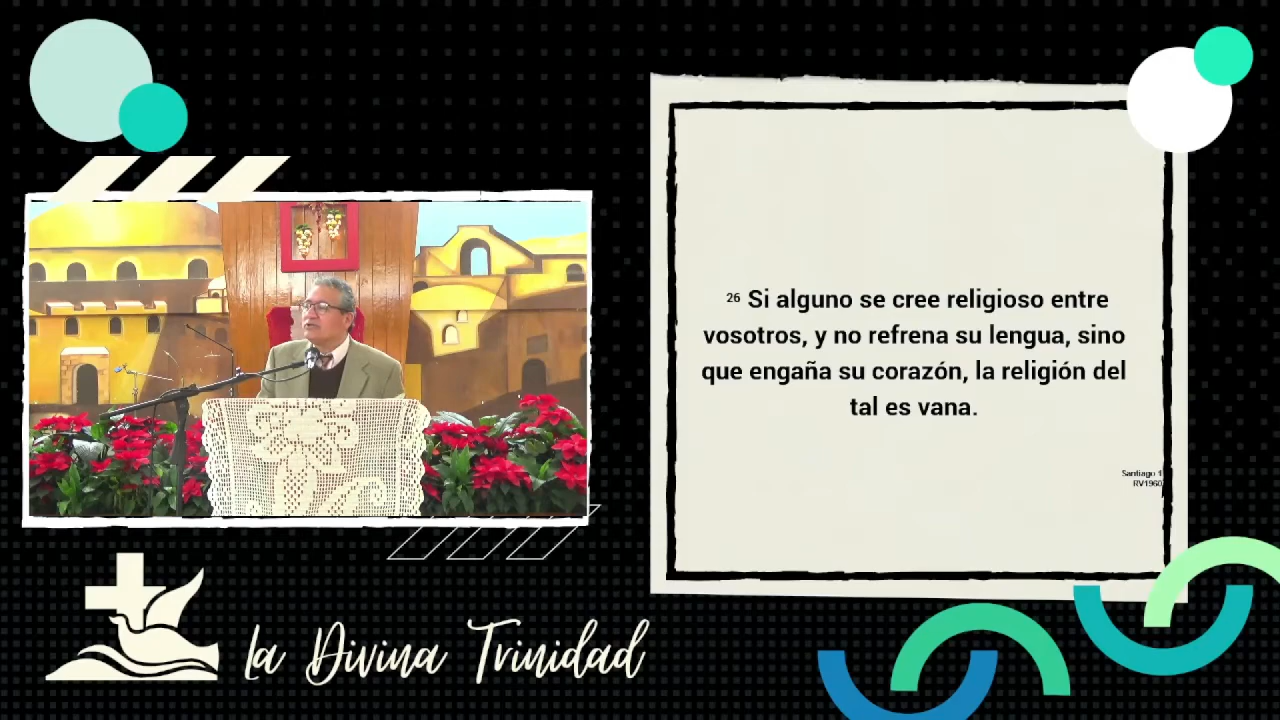 26 Si alguno se cree religioso entre
vosotros, y no refrena su lengua, sino
que engaña su corazón, la religión del
tal es vana.
Santiago 1
RV1960
La Divina Trinidad